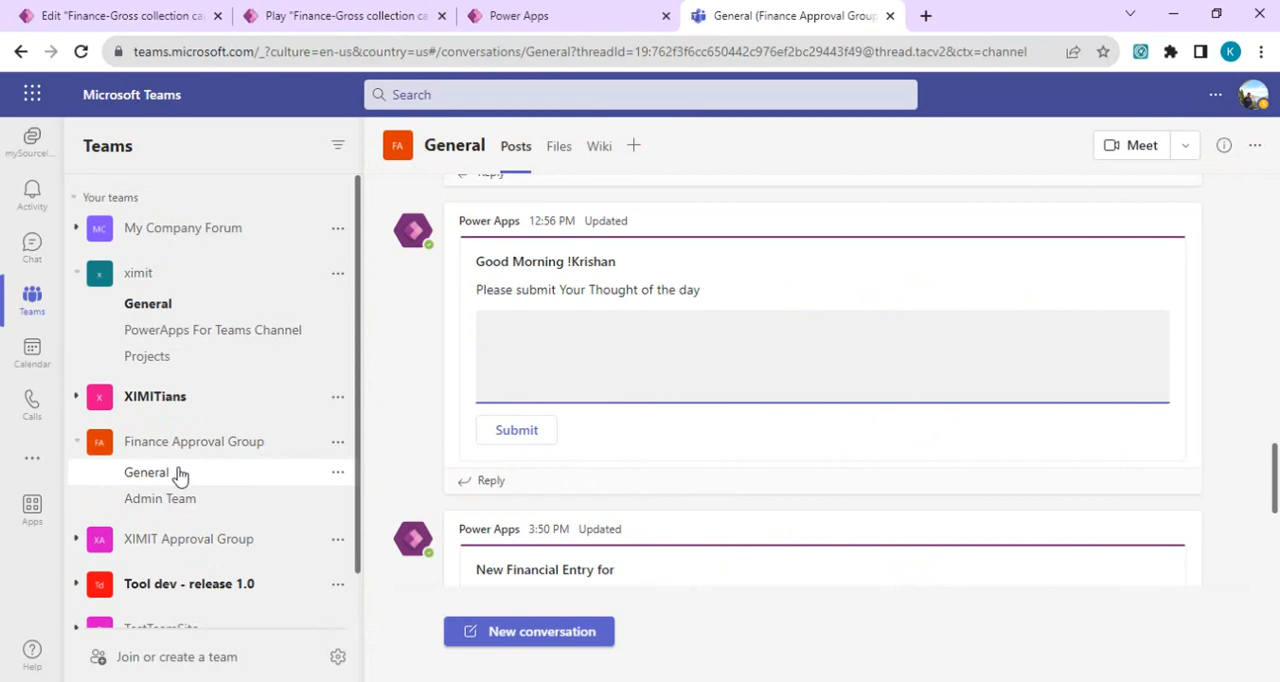 Edit "Finance-Gross collection ca
Play "Finance-Gross collection c
Power Apps
General (Finance Approval Group
teams.microsoft.com/_?culture=en-us&country=us#/conversations/General?threadId=19:762f3f6cc650442c976ef2bc29443f49@thread.tacv2&ctx=channel
K
Microsoft Teams
Search
mySourcel...
Activity
Chat
Teams
Calendar
Calls
Apps
Help
Teams
Your teams
MC My Company Forum
x ximit
General
PowerApps For Teams Channel
Projects
X XIMITians
FA Finance Approval Group
General
Admin Team
XA XIMIT Approval Group
Td Tool dev - release 1.0
TestTeamSite
Join or create a team
FA General Posts Files Wiki
Meet
Reply
Power Apps 12:56 PM Updated
Good Morning !Krishan
Please submit Your Thought of the day
Submit
Reply
Power Apps 3:50 PM Updated
New Financial Entry for
New conversation